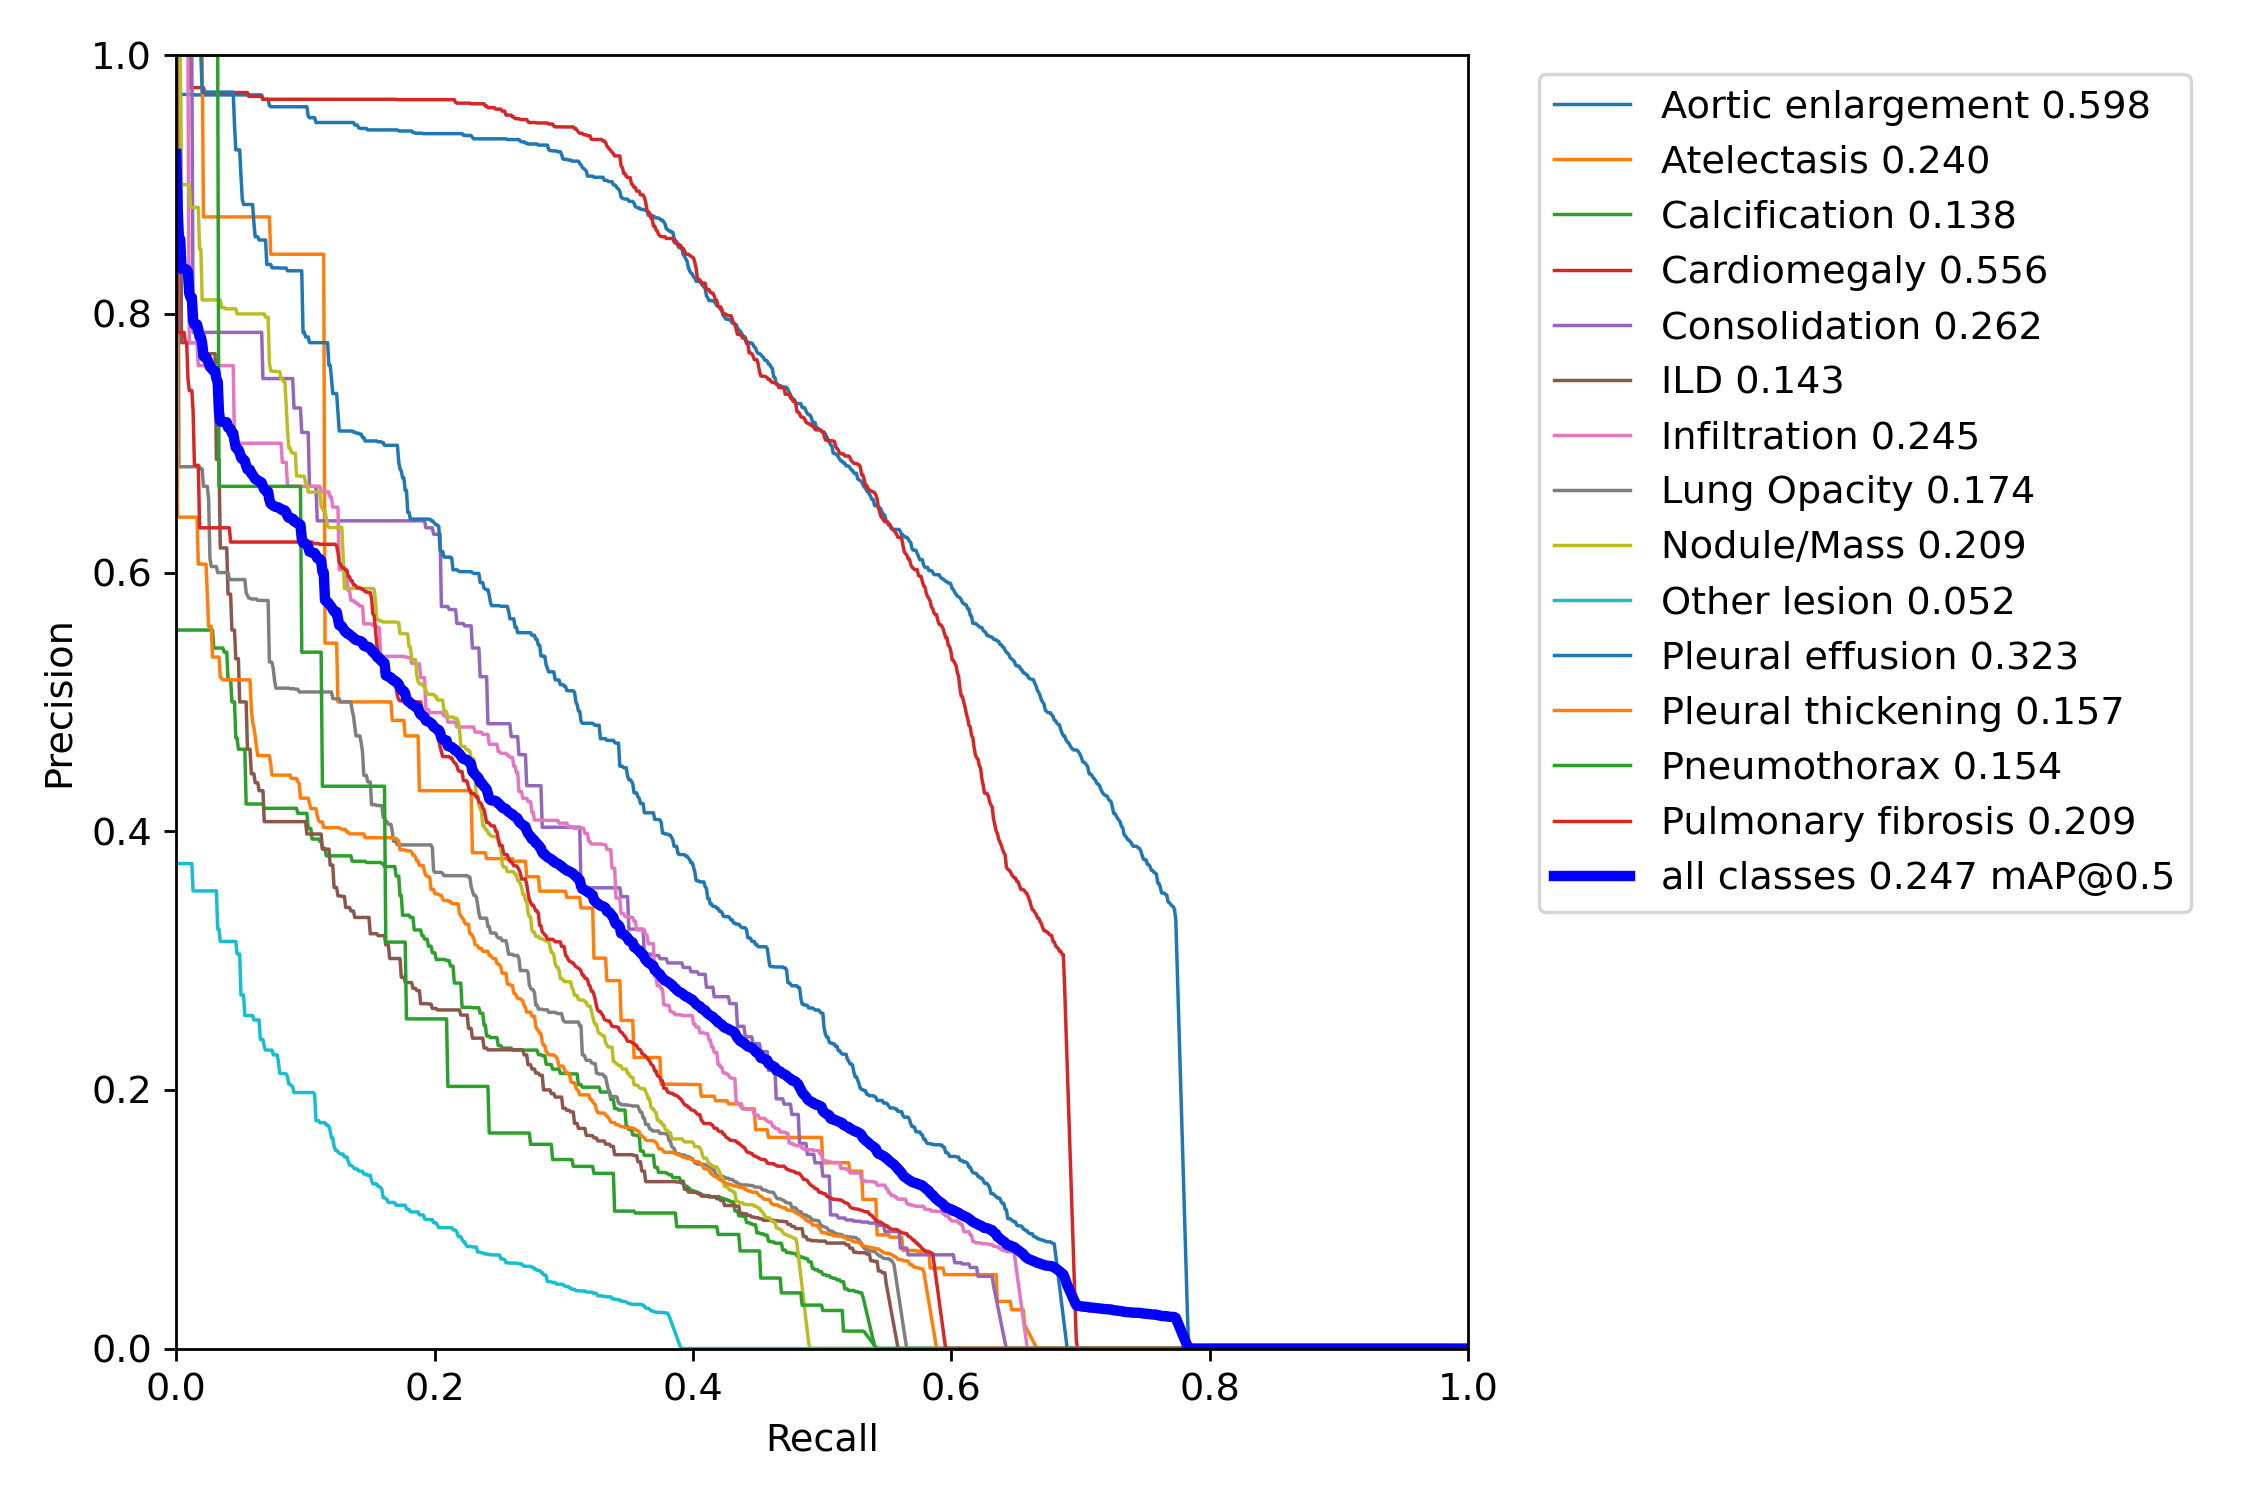 1.0
0.8
0.6
0.4
0.2
0.0
Precision
0.0 0.2 0.4 0.6 0.8 1.0
Recall
Aortic enlargement 0.598
Atelectasis 0.240
Calcification 0.138
Cardiomegaly 0.556
Consolidation 0.262
ILD 0.143
Infiltration 0.245
Lung Opacity 0.174
Nodule/Mass 0.209
Other lesion 0.052
Pleural effusion 0.323
Pleural thickening 0.157
Pneumothorax 0.154
Pulmonary fibrosis 0.209
all classes 0.247 mAP@0.5